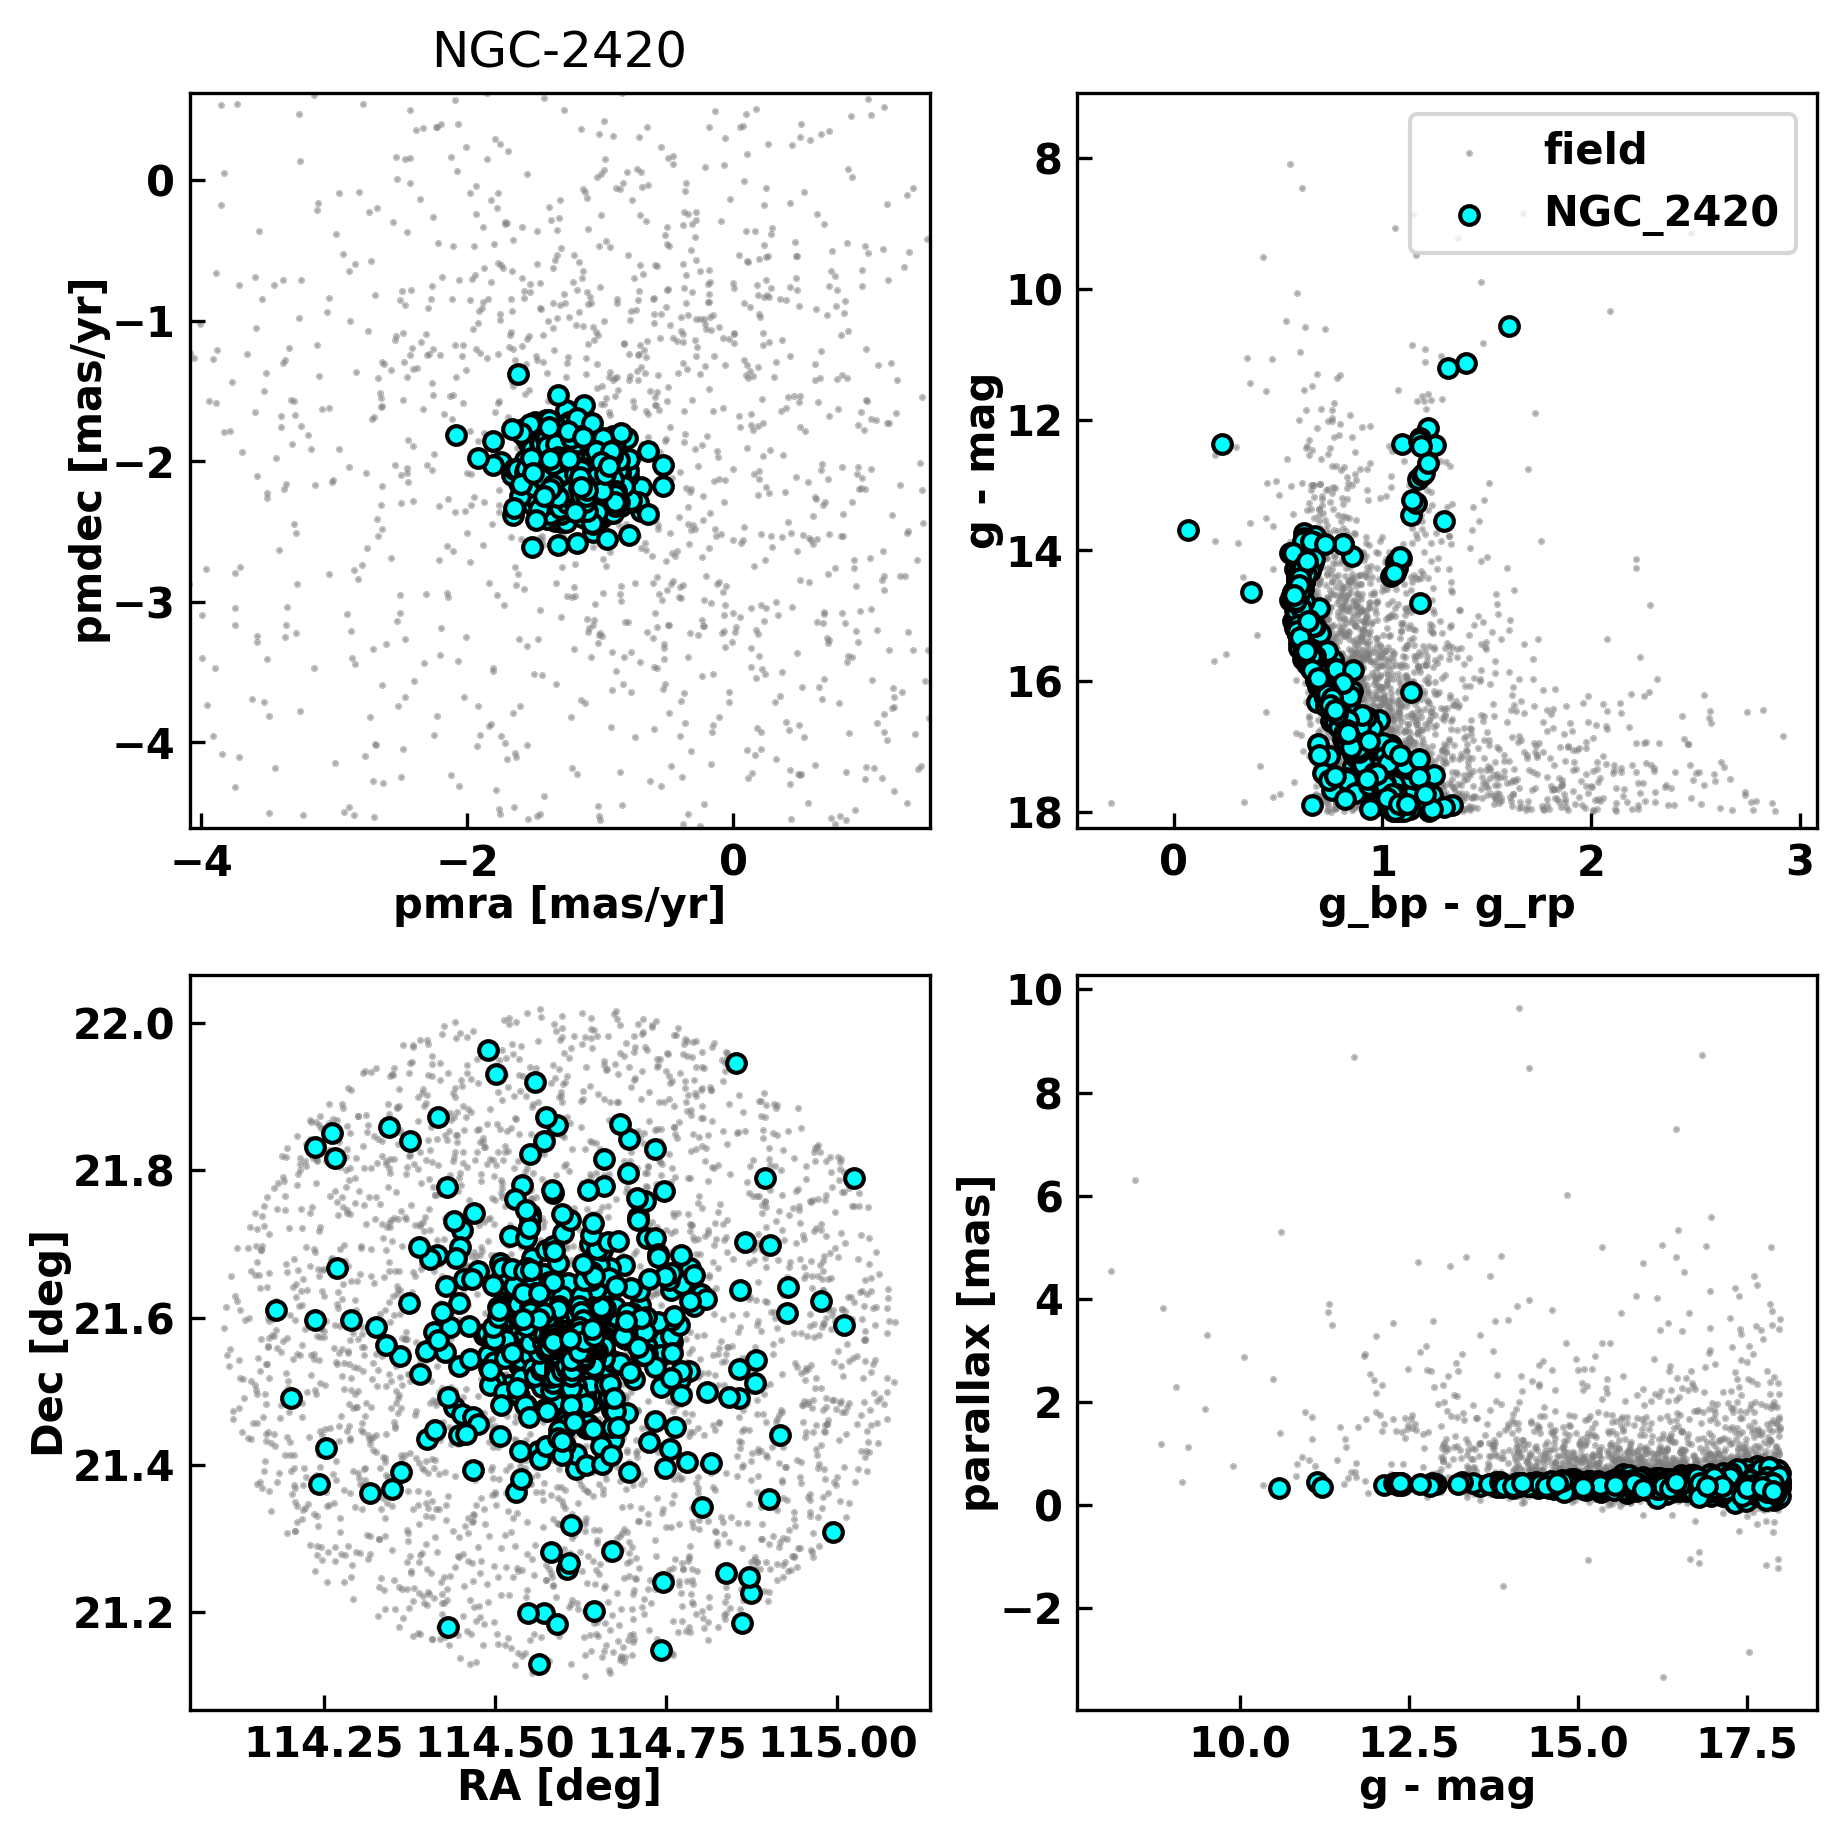 NGC-2420
0
−1
−2
−3
−4
pmdec [mas/yr]
−4 −2 0
pmra [mas/yr]
field
NGC_2420
8
10
12
14
16
18
g - mag
0 1 2 3
g_bp - g_rp
22.0
21.8
21.6
21.4
21.2
Dec [deg]
114.25 114.50 114.75 115.00
RA [deg]
10
8
6
4
2
0
−2
parallax [mas]
10.0 12.5 15.0 17.5
g - mag